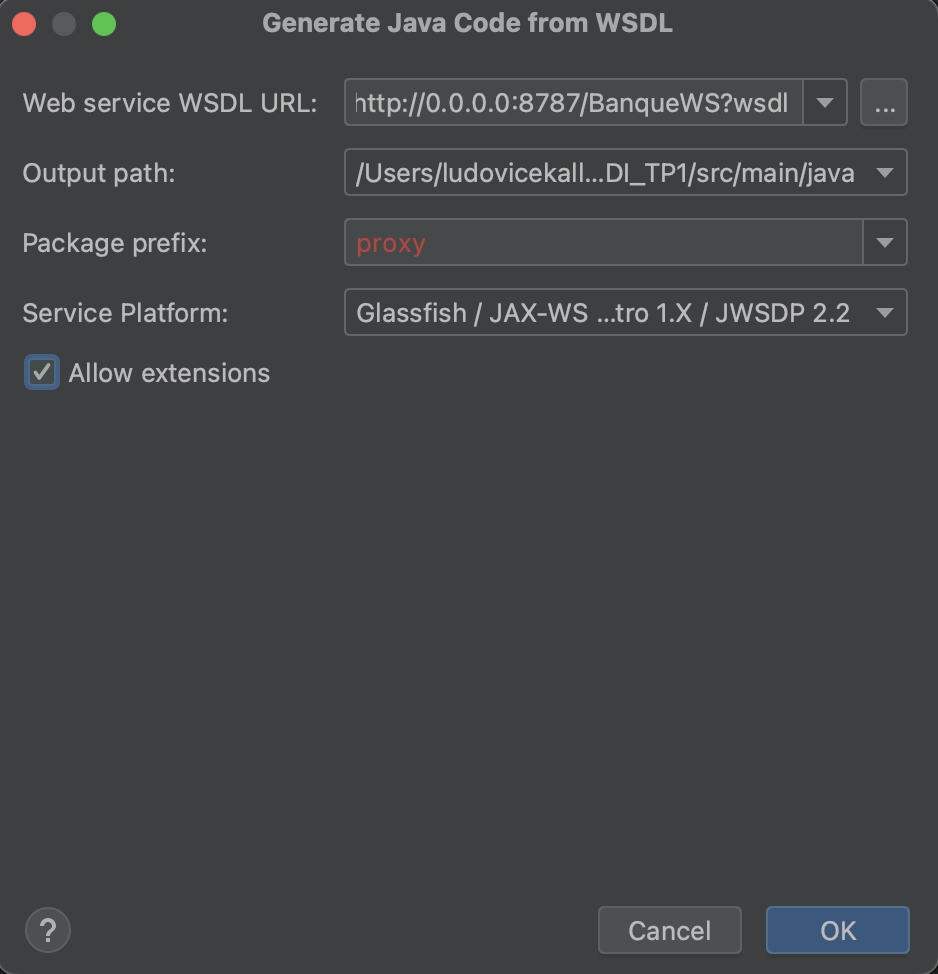 Generate Java Code from WSDL
Web service WSDL URL: http://0.0.0.0:8787/BanqueWS?wsdl ...
Output path: /Users/ludovicekall...DI_TP1/src/main/java
Package prefix: proxy
Service Platform: Glassfish / JAX-WS ...tro 1.X / JWSDP 2.2
Allow extensions
? Cancel OK